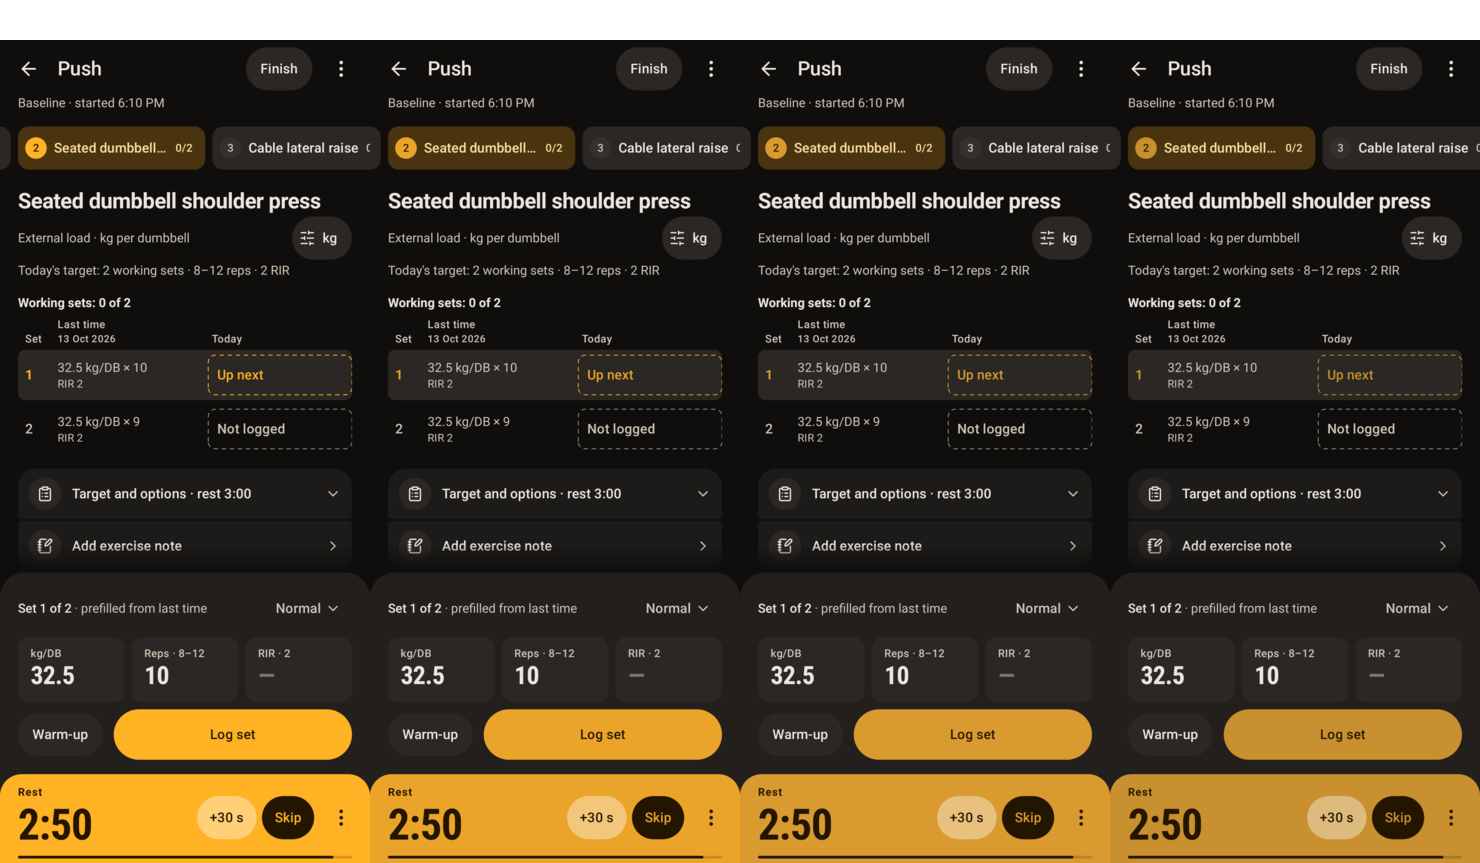 Push
Finish
Baseline · started 6:10 PM
2 Seated dumbbell... 0/2
3 Cable lateral raise
Seated dumbbell shoulder press
External load · kg per dumbbell
kg
Today's target: 2 working sets · 8–12 reps · 2 RIR
Working sets: 0 of 2
Set
Last time
13 Oct 2026
Today
1
32.5 kg/DB × 10
RIR 2
Up next
2
32.5 kg/DB × 9
RIR 2
Not logged
Target and options · rest 3:00
Add exercise note
Set 1 of 2 · prefilled from last time
Normal
kg/DB
32.5
Reps · 8–12
10
RIR · 2
–
Warm-up
Log set
Rest
2:50
+30 s
Skip
Push
Finish
Baseline · started 6:10 PM
2 Seated dumbbell... 0/2
3 Cable lateral raise
Seated dumbbell shoulder press
External load · kg per dumbbell
kg
Today's target: 2 working sets · 8–12 reps · 2 RIR
Working sets: 0 of 2
Set
Last time
13 Oct 2026
Today
1
32.5 kg/DB × 10
RIR 2
Up next
2
32.5 kg/DB × 9
RIR 2
Not logged
Target and options · rest 3:00
Add exercise note
Set 1 of 2 · prefilled from last time
Normal
kg/DB
32.5
Reps · 8–12
10
RIR · 2
–
Warm-up
Log set
Rest
2:50
+30 s
Skip
Push
Finish
Baseline · started 6:10 PM
2 Seated dumbbell... 0/2
3 Cable lateral raise
Seated dumbbell shoulder press
External load · kg per dumbbell
kg
Today's target: 2 working sets · 8–12 reps · 2 RIR
Working sets: 0 of 2
Set
Last time
13 Oct 2026
Today
1
32.5 kg/DB × 10
RIR 2
Up next
2
32.5 kg/DB × 9
RIR 2
Not logged
Target and options · rest 3:00
Add exercise note
Set 1 of 2 · prefilled from last time
Normal
kg/DB
32.5
Reps · 8–12
10
RIR · 2
–
Warm-up
Log set
Rest
2:50
+30 s
Skip
Push
Finish
Baseline · started 6:10 PM
2 Seated dumbbell... 0/2
3 Cable lateral raise
Seated dumbbell shoulder press
External load · kg per dumbbell
kg
Today's target: 2 working sets · 8–12 reps · 2 RIR
Working sets: 0 of 2
Set
Last time
13 Oct 2026
Today
1
32.5 kg/DB × 10
RIR 2
Up next
2
32.5 kg/DB × 9
RIR 2
Not logged
Target and options · rest 3:00
Add exercise note
Set 1 of 2 · prefilled from last time
Normal
kg/DB
32.5
Reps · 8–12
10
RIR · 2
–
Warm-up
Log set
Rest
2:50
+30 s
Skip